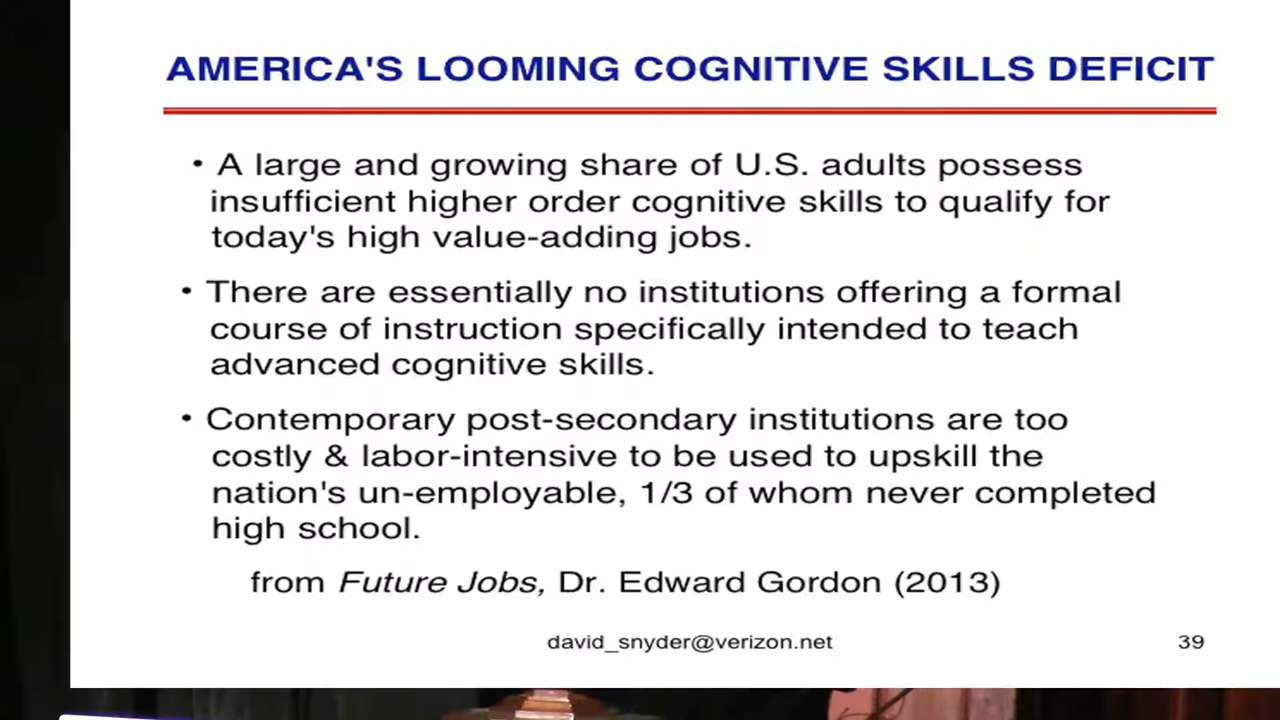 AMERICA'S LOOMING COGNITIVE SKILLS DEFICIT
• A large and growing share of U.S. adults possess
insufficient higher order cognitive skills to qualify for
today's high value-adding jobs.
• There are essentially no institutions offering a formal
course of instruction specifically intended to teach
advanced cognitive skills.
• Contemporary post-secondary institutions are too
costly & labor-intensive to be used to upskill the
nation's un-employable, 1/3 of whom never completed
high school.
from Future Jobs, Dr. Edward Gordon (2013)
david_snyder@verizon.net
39